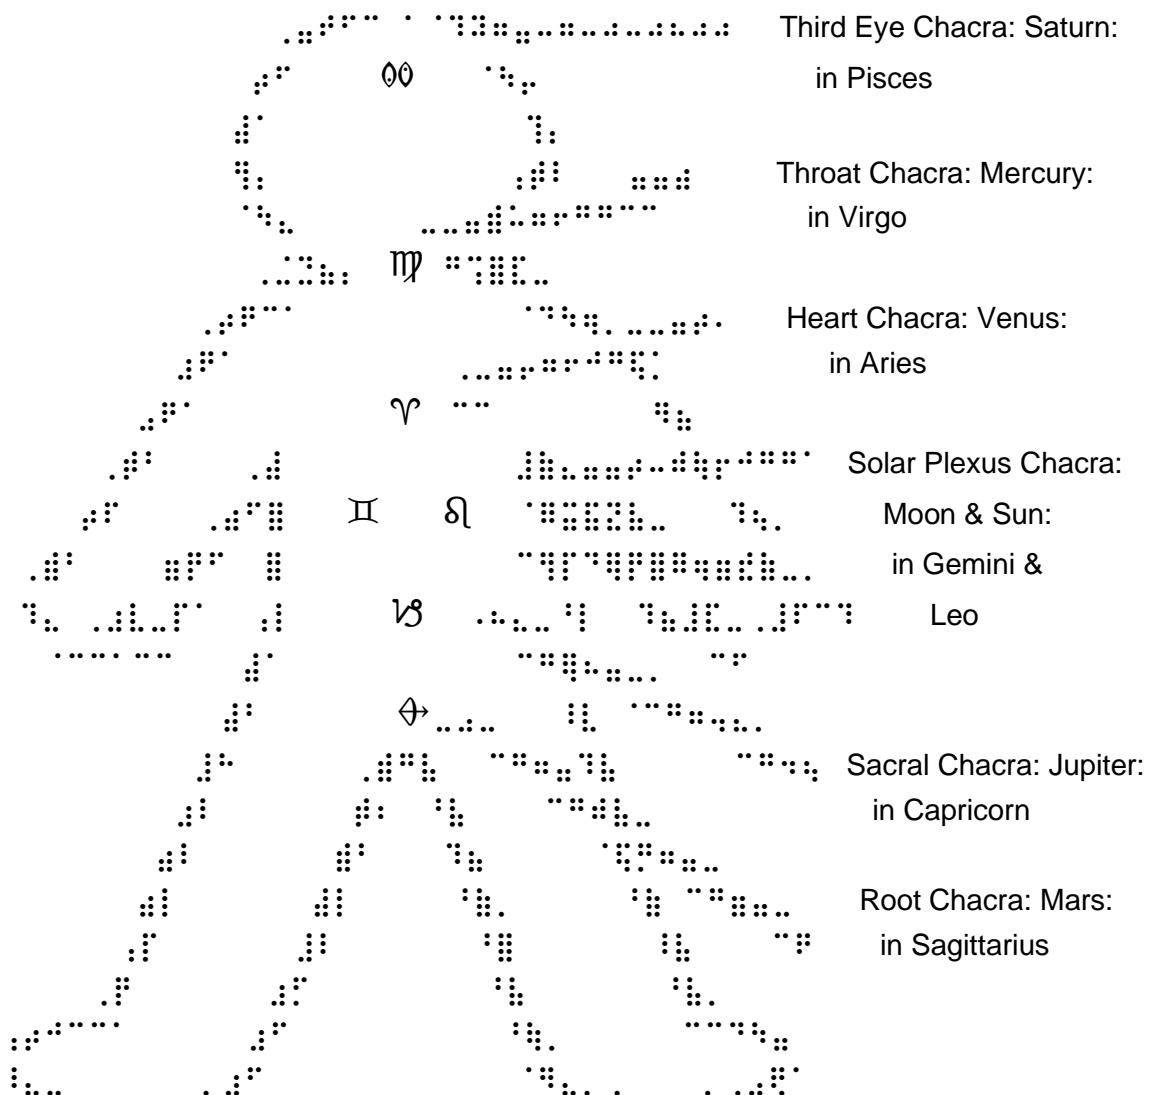 Third Eye Chacra: Saturn:
in Pisces
Throat Chacra: Mercury:
in Virgo
♍
Heart Chacra: Venus:
in Aries
♈
Solar Plexus Chacra:
♊ ♌ Moon & Sun:
in Gemini &
♑ Leo
Sacral Chacra: Jupiter:
in Capricorn
Root Chacra: Mars:
in Sagittarius